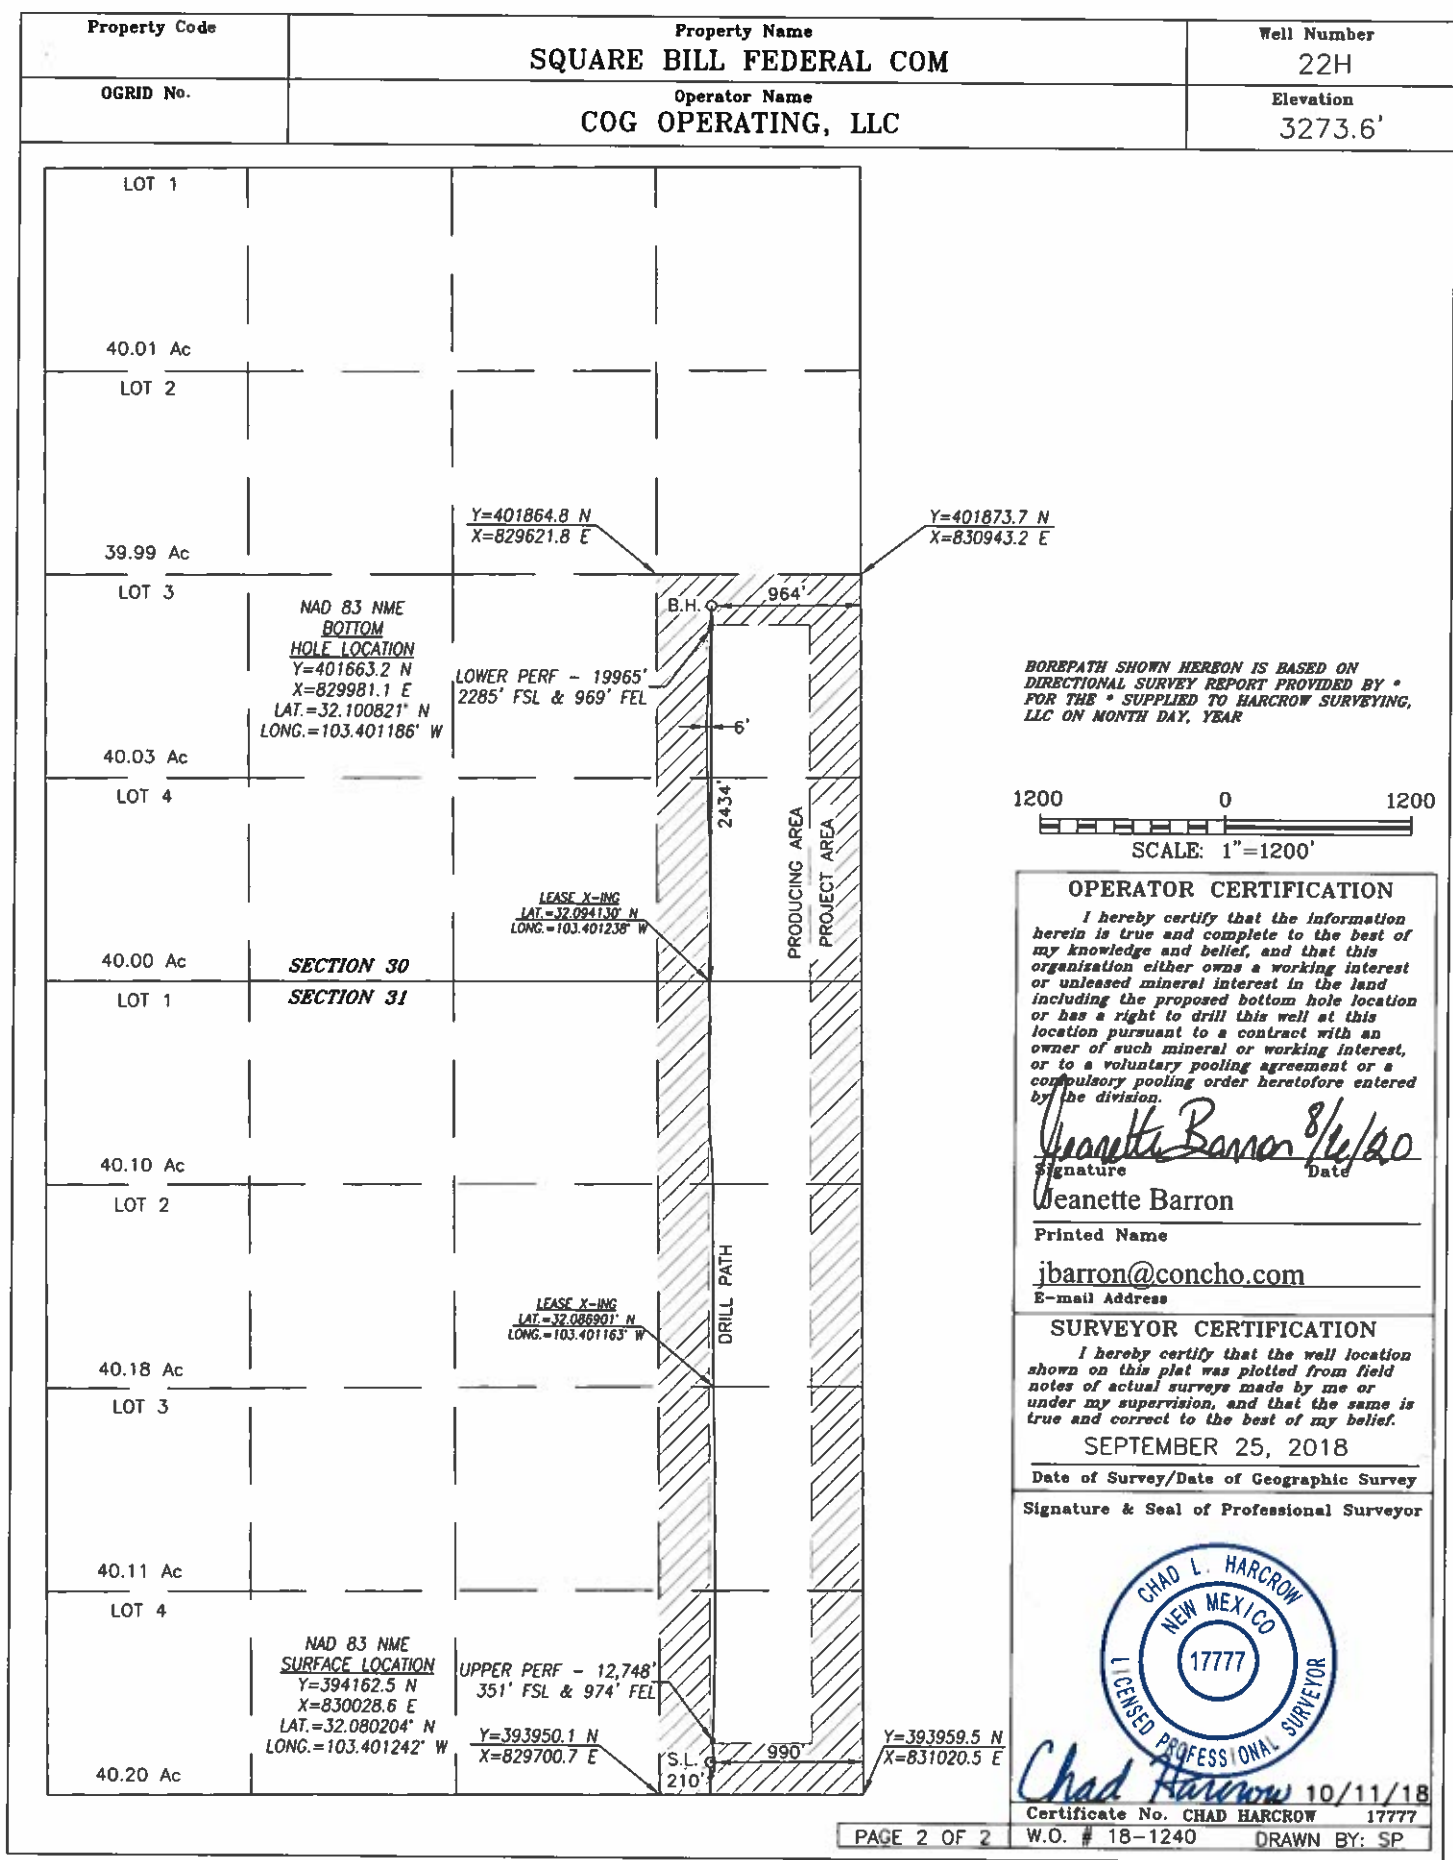 Property Code
Property Name
SQUARE BILL FEDERAL COM
Well Number
22H
OGRID No.
Operator Name
COG OPERATING, LLC
Elevation
3273.6'
LOT 1
40.01 Ac
LOT 2
39.99 Ac
LOT 3
Y=401864.8 N
X=829621.8 E
Y=401873.7 N
X=830943.2 E
NAD 83 NME
BOTTOM
HOLE LOCATION
Y=401663.2 N
X=829981.1 E
LAT.=32.100821° N
LONG.=103.401186° W
B.H.
964'
LOWER PERF - 19965'
2285' FSL & 969' FEL
6'
40.03 Ac
LOT 4
2434'
PRODUCING AREA
PROJECT AREA
LEASE X-ING
LAT.=32.094130° N
LONG.=103.401238° W
40.00 Ac
SECTION 30
LOT 1
SECTION 31
40.10 Ac
LOT 2
DRILL PATH
LEASE X-ING
LAT.=32.086901° N
LONG.=103.401163° W
40.18 Ac
LOT 3
40.11 Ac
LOT 4
NAD 83 NME
SURFACE LOCATION
Y=394162.5 N
X=830028.6 E
LAT.=32.080204° N
LONG.=103.401242° W
UPPER PERF - 12,748'
351' FSL & 974' FEL
Y=393950.1 N
X=829700.7 E
S.L.
210'
990'
Y=393959.5 N
X=831020.5 E
40.20 Ac
BOREPATH SHOWN HEREON IS BASED ON
DIRECTIONAL SURVEY REPORT PROVIDED BY *
FOR THE * SUPPLIED TO HARCROW SURVEYING,
LLC ON MONTH DAY, YEAR
1200 0 1200
SCALE: 1"=1200'
OPERATOR CERTIFICATION
I hereby certify that the information
herein is true and complete to the best of
my knowledge and belief, and that this
organization either owns a working interest
or unleased mineral interest in the land
including the proposed bottom hole location
or has a right to drill this well at this
location pursuant to a contract with an
owner of such mineral or working interest,
or to a voluntary pooling agreement or a
compulsory pooling order heretofore entered
by the division.
Jeanette Barron 8/6/20
Signature Date
Jeanette Barron
Printed Name
jbarron@concho.com
E-mail Address
SURVEYOR CERTIFICATION
I hereby certify that the well location
shown on this plat was plotted from field
notes of actual surveys made by me or
under my supervision, and that the same is
true and correct to the best of my belief.
SEPTEMBER 25, 2018
Date of Survey/Date of Geographic Survey
Signature & Seal of Professional Surveyor
CHAD L. HARCROW
NEW MEXICO
17777
LICENSED PROFESSIONAL SURVEYOR
Chad Harcrow 10/11/18
Certificate No. CHAD HARCROW 17777
W.O. # 18-1240 DRAWN BY: SP
PAGE 2 OF 2